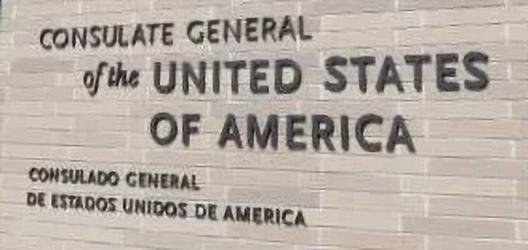 CONSULATE GENERAL
of the UNITED STATES
OF AMERICA
CONSULADO GENERAL
DE ESTADOS UNIDOS DE AMERICA